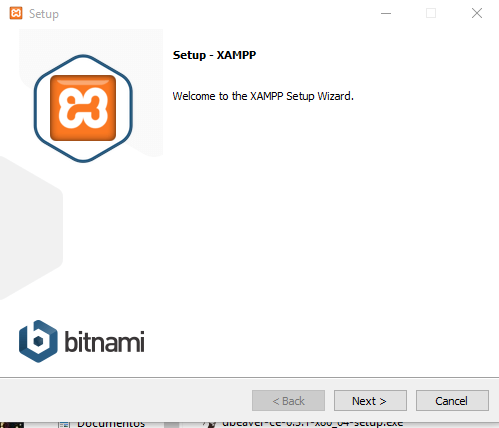 Setup
Setup - XAMPP
Welcome to the XAMPP Setup Wizard.
bitnami
< Back
Next >
Cancel
Documentos